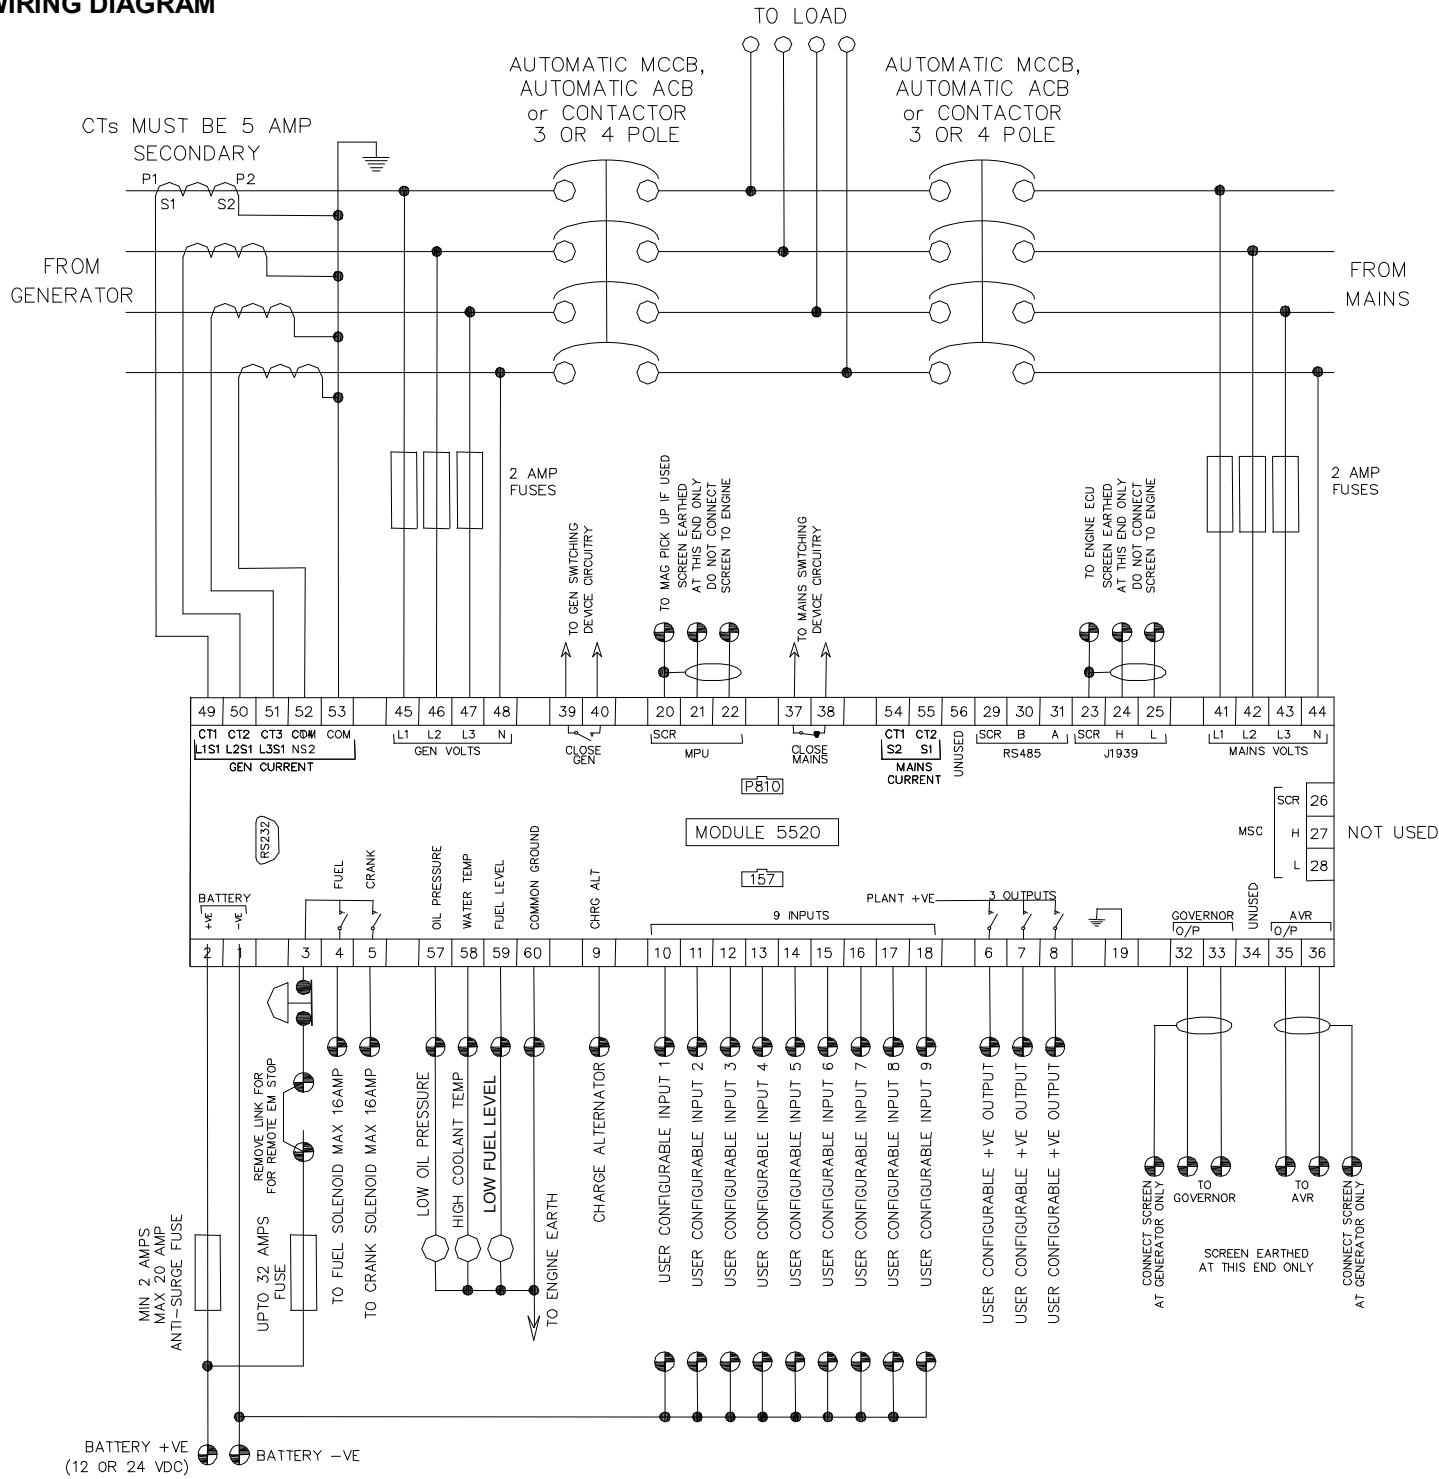 WIRING DIAGRAM
TO LOAD
AUTOMATIC MCCB,
AUTOMATIC ACB
or CONTACTOR
3 OR 4 POLE
AUTOMATIC MCCB,
AUTOMATIC ACB
or CONTACTOR
3 OR 4 POLE
CTs MUST BE 5 AMP
SECONDARY
P1
P2
S1
S2
FROM
GENERATOR
FROM
MAINS
2 AMP
FUSES
2 AMP
FUSES
TO GEN SWITCHING
DEVICE CIRCUITRY
TO MAG PICK UP IF USED
SCREEN EARTHED
AT THIS END ONLY
DO NOT CONNECT
SCREEN TO ENGINE
TO MAINS SWITCHING
DEVICE CIRCUITRY
TO ENGINE ECU
SCREEN EARTHED
AT THIS END ONLY
DO NOT CONNECT
SCREEN TO ENGINE
49 50 51 52 53 45 46 47 48 39 40 20 21 22 37 38 54 55 56 29 30 31 23 24 25 41 42 43 44
CT1 CT2 CT3 COM
L1S1 L2S1 L3S1 NS2
GEN CURRENT
L1 L2 L3 N
GEN VOLTS
CLOSE
GEN
SCR
MPU
CLOSE
MAINS
CT1 CT2
S2 S1
MAINS
CURRENT
UNUSED
SCR B A
RS485
SCR H L
J1939
L1 L2 L3 N
MAINS VOLTS
P810
MODULE 5520
157
RS232
MSC
SCR 26
H 27
L 28
NOT USED
BATTERY
+VE
-VE
FUEL
CRANK
OIL PRESSURE
WATER TEMP
FUEL LEVEL
COMMON GROUND
CHRG ALT
9 INPUTS
PLANT +VE
3 OUTPUTS
GOVERNOR
O/P
UNUSED
AVR
O/P
2 1 3 4 5 57 58 59 60 9 10 11 12 13 14 15 16 17 18 6 7 8 19 32 33 34 35 36
REMOVE LINK FOR
FOR REMOTE EM STOP
MIN 2 AMPS
MAX 20 AMP
ANTI-SURGE FUSE
UPTO 32 AMPS
FUSE
TO FUEL SOLENOID MAX 16AMP
TO CRANK SOLENOID MAX 16AMP
LOW OIL PRESSURE
HIGH COOLANT TEMP
LOW FUEL LEVEL
TO ENGINE EARTH
CHARGE ALTERNATOR
USER CONFIGURABLE INPUT 1
USER CONFIGURABLE INPUT 2
USER CONFIGURABLE INPUT 3
USER CONFIGURABLE INPUT 4
USER CONFIGURABLE INPUT 5
USER CONFIGURABLE INPUT 6
USER CONFIGURABLE INPUT 7
USER CONFIGURABLE INPUT 8
USER CONFIGURABLE INPUT 9
USER CONFIGURABLE +VE OUTPUT
USER CONFIGURABLE +VE OUTPUT
USER CONFIGURABLE +VE OUTPUT
CONNECT SCREEN
AT GENERATOR ONLY
TO
GOVERNOR
TO
AVR
CONNECT SCREEN
AT GENERATOR ONLY
SCREEN EARTHED
AT THIS END ONLY
BATTERY +VE
(12 OR 24 VDC)
BATTERY -VE